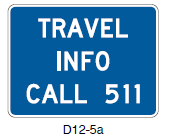 TRAVEL
INFO
CALL 511
D12-5a